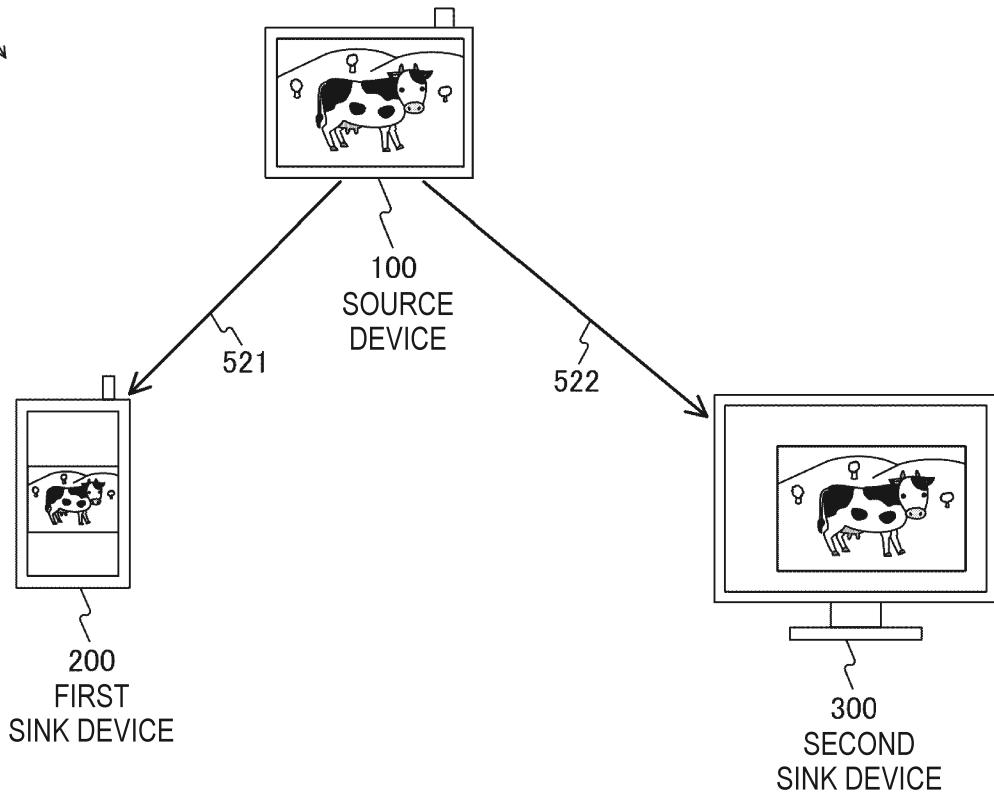 100
SOURCE
DEVICE
521
522
200
FIRST
SINK DEVICE
300
SECOND
SINK DEVICE